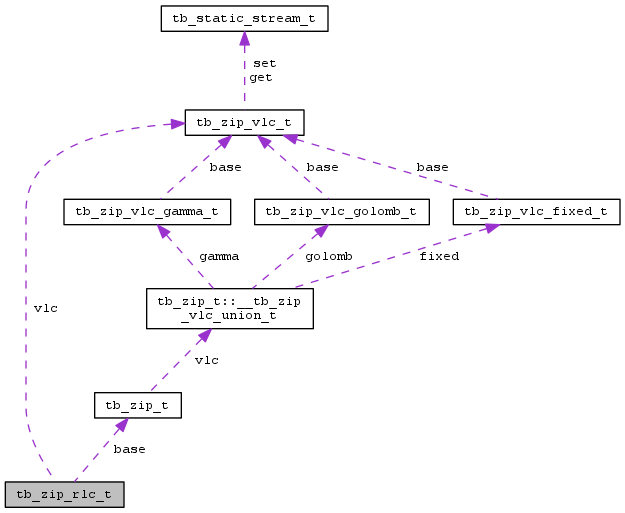 tb_static_stream_t
set
get
tb_zip_vlc_t
base
base
base
tb_zip_vlc_gamma_t
tb_zip_vlc_golomb_t
tb_zip_vlc_fixed_t
gamma
golomb
fixed
tb_zip_t::__tb_zip
_vlc_union_t
vlc
vlc
tb_zip_t
base
tb_zip_rlc_t